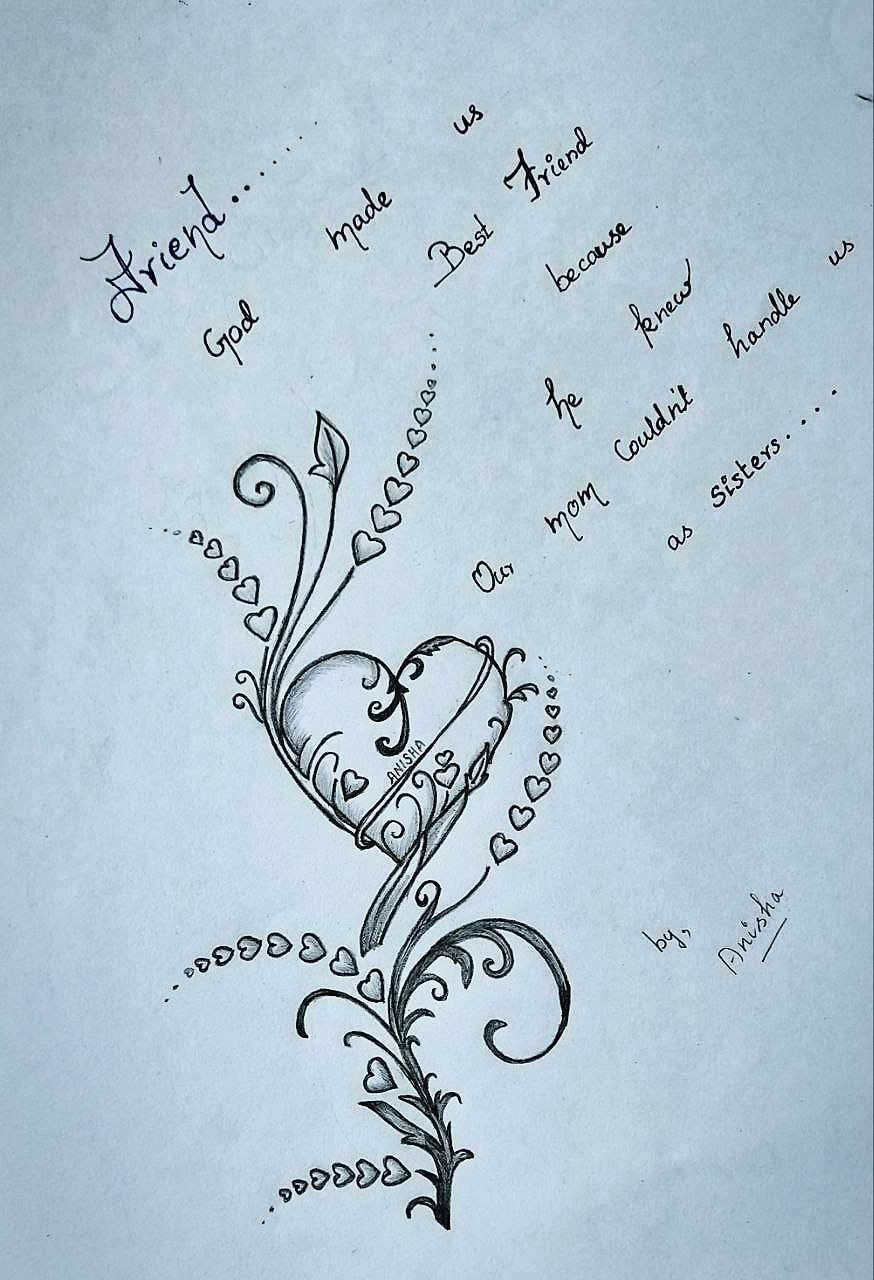 Friend........
God made us
Best Friend
because
he knew
Our mom Couldn't handle us
as sisters....
ANISHA
by,
Anisha